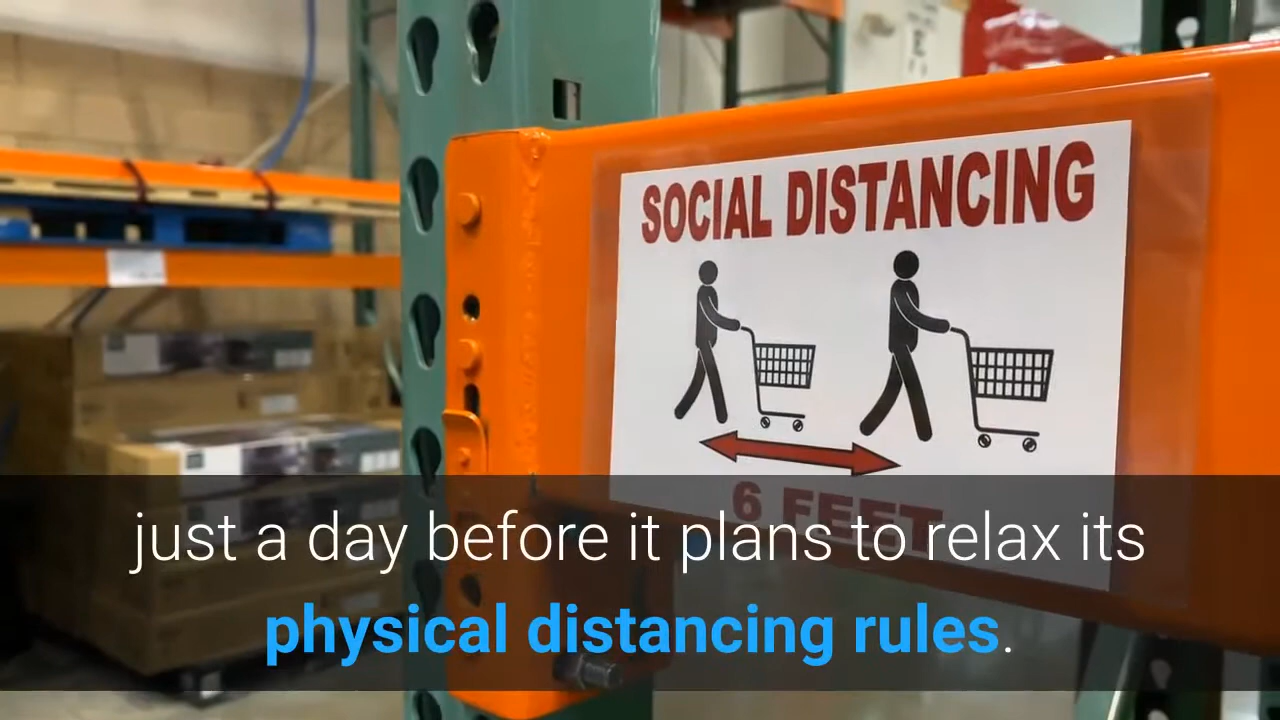 SOCIAL DISTANCING
6 FEET
just a day before it plans to relax its
physical distancing rules.